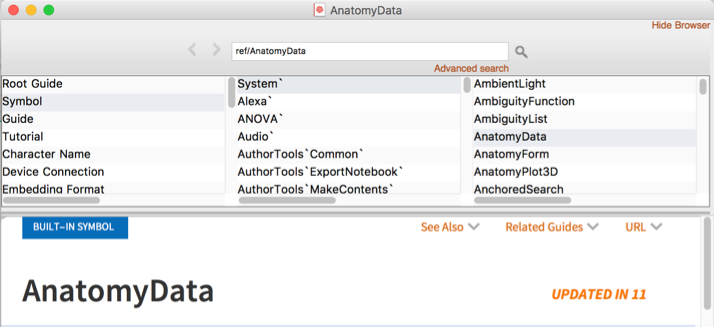 AnatomyData
Hide Browser
ref/AnatomyData
Advanced search
Root Guide
Symbol
Guide
Tutorial
Character Name
Device Connection
Embedding Format
System`
Alexa`
ANOVA`
Audio`
AuthorTools`Common`
AuthorTools`ExportNotebook`
AuthorTools`MakeContents`
AmbientLight
AmbiguityFunction
AmbiguityList
AnatomyData
AnatomyForm
AnatomyPlot3D
AnchoredSearch
BUILT-IN SYMBOL
See Also
Related Guides
URL
AnatomyData
UPDATED IN 11